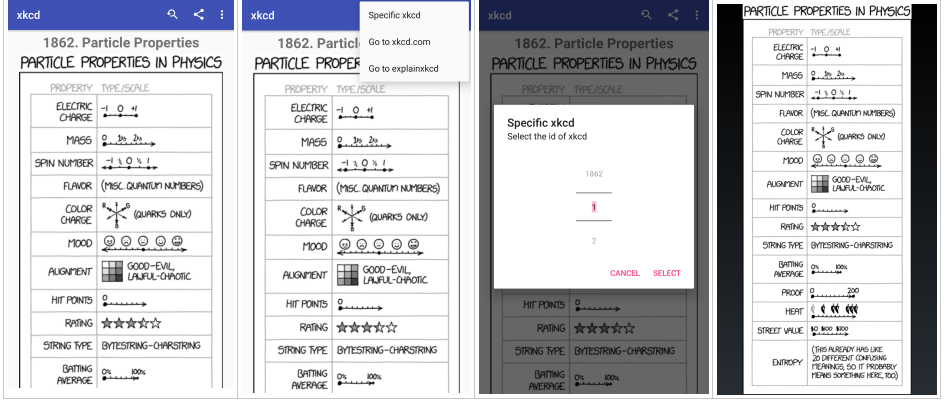 xkcd
1862. Particle Properties
PARTICLE PROPERTIES IN PHYSICS
PROPERTY TYPE/SCALE
ELECTRIC CHARGE -1 0 +1
MASS 0 1kg 2kg
SPIN NUMBER -1 ½ 0 ½ 1
FLAVOR (MISC. QUANTUM NUMBERS)
COLOR CHARGE R G B (QUARKS ONLY)
MOOD
ALIGNMENT GOOD-EVIL,
LAWFUL-CHAOTIC
HIT POINTS 0
RATING
STRING TYPE BYTESTRING-CHARSTRING
BATTING AVERAGE 0% 100%
xkcd
1862. Partic
Specific xkcd
Go to xkcd.com
Go to explainxkcd
PARTICLE PROPERTIES IN PHYSICS
PROPERTY TYPE/SCALE
ELECTRIC CHARGE -1 0 +1
MASS 0 1kg 2kg
SPIN NUMBER -1 ½ 0 ½ 1
FLAVOR (MISC. QUANTUM NUMBERS)
COLOR CHARGE R G B (QUARKS ONLY)
MOOD
ALIGNMENT GOOD-EVIL,
LAWFUL-CHAOTIC
HIT POINTS 0
RATING
STRING TYPE BYTESTRING-CHARSTRING
BATTING AVERAGE 0% 100%
xkcd
1862. Particle Properties
PARTICLE PROPERTIES IN PHYSICS
PROPERTY TYPE/SCALE
Specific xkcd
Select the id of xkcd
1862
1
2
CANCEL SELECT
HIT POINTS 0
RATING
STRING TYPE BYTESTRING-CHARSTRING
BATTING AVERAGE 0% 100%
PARTICLE PROPERTIES IN PHYSICS
PROPERTY TYPE/SCALE
ELECTRIC CHARGE -1 0 +1
MASS 0 1kg 2kg
SPIN NUMBER -1 ½ 0 ½ 1
FLAVOR (MISC. QUANTUM NUMBERS)
COLOR CHARGE R G B (QUARKS ONLY)
MOOD
ALIGNMENT GOOD-EVIL,
LAWFUL-CHAOTIC
HIT POINTS 0
RATING
STRING TYPE BYTESTRING-CHARSTRING
BATTING AVERAGE 0% 100%
PROOF 0 200
HEAT
STREET VALUE $0 $100 $200
ENTROPY (THIS ALREADY HAS LIKE
20 DIFFERENT CONFUSING
MEANINGS, SO IT PROBABLY
MEANS SOMETHING HERE, TOO)